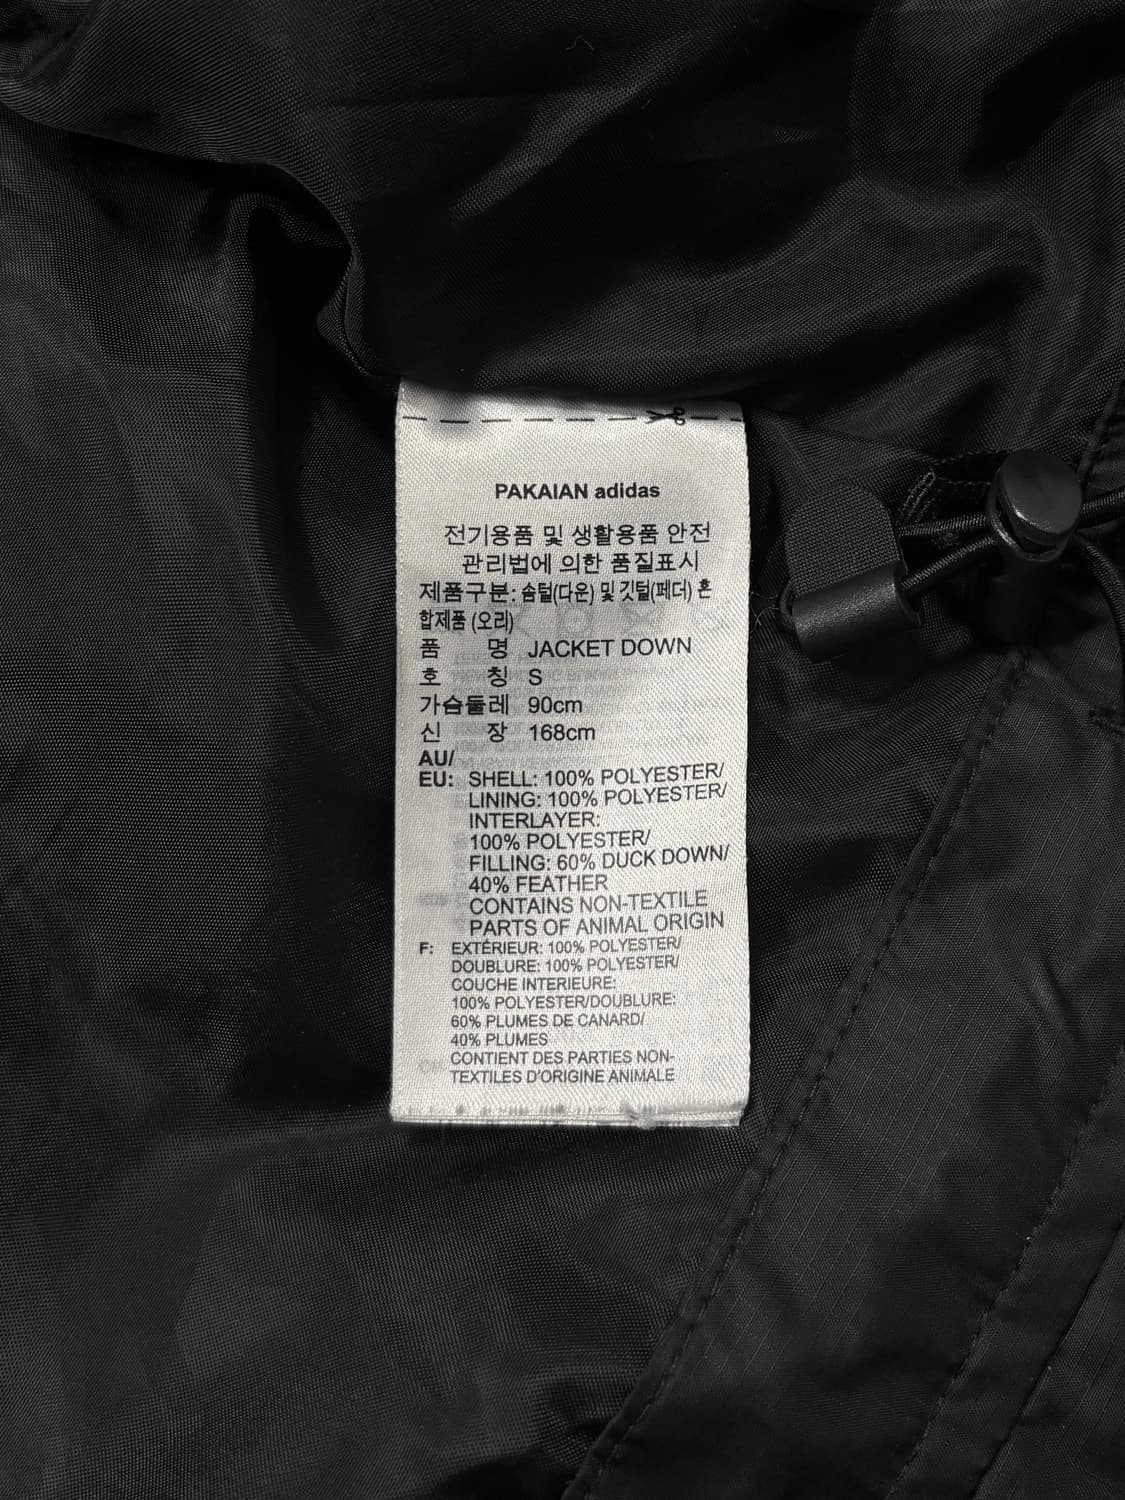 PAKAIAN adidas
전기용품 및 생활용품 안전
관리법에 의한 품질표시
제품구분: 솜털(다운) 및 깃털(페더) 혼
합제품 (오리)
품 명 JACKET DOWN
호 칭 S
가슴둘레 90cm
신 장 168cm
AU/
EU: SHELL: 100% POLYESTER/
LINING: 100% POLYESTER/
INTERLAYER:
100% POLYESTER/
FILLING: 60% DUCK DOWN/
40% FEATHER
CONTAINS NON-TEXTILE
PARTS OF ANIMAL ORIGIN
F: EXTÉRIEUR: 100% POLYESTER/
DOUBLURE: 100% POLYESTER/
COUCHE INTERIEURE:
100% POLYESTER/DOUBLURE:
60% PLUMES DE CANARD/
40% PLUMES
CONTIENT DES PARTIES NON-
TEXTILES D'ORIGINE ANIMALE